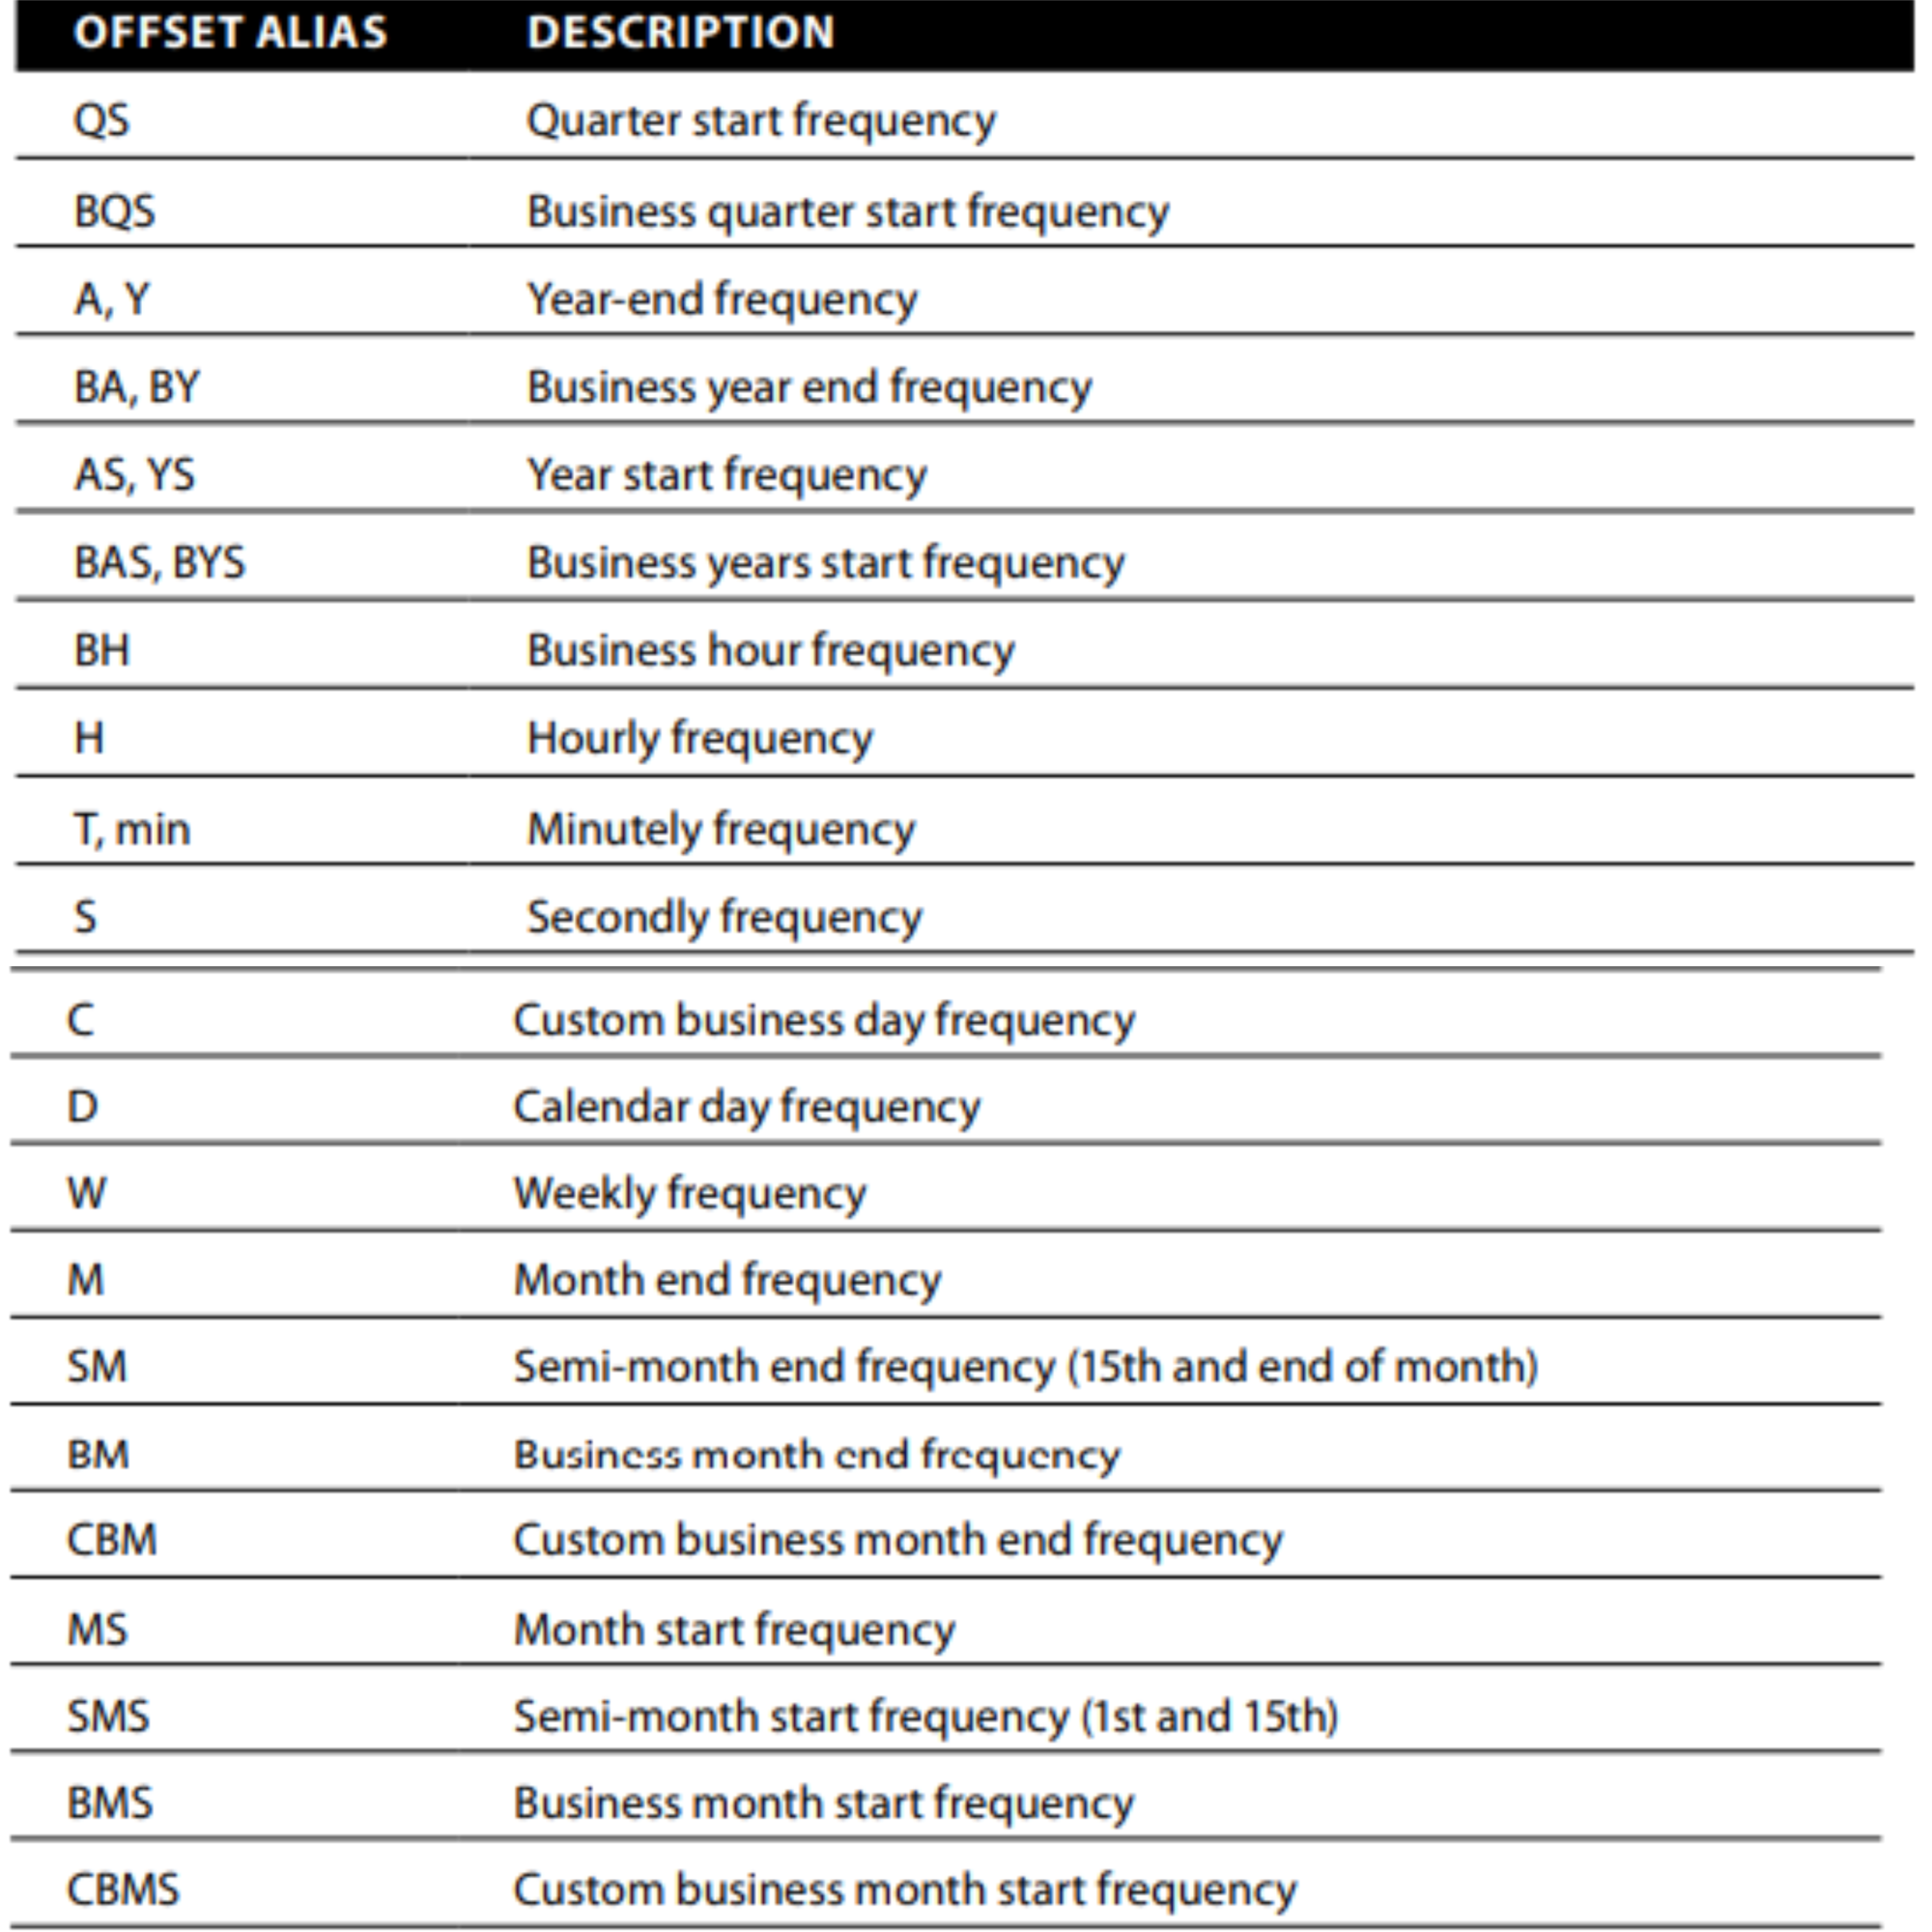 OFFSET ALIAS DESCRIPTION
QS Quarter start frequency
BQS Business quarter start frequency
A, Y Year-end frequency
BA, BY Business year end frequency
AS, YS Year start frequency
BAS, BYS Business years start frequency
BH Business hour frequency
H Hourly frequency
T, min Minutely frequency
S Secondly frequency
C Custom business day frequency
D Calendar day frequency
W Weekly frequency
M Month end frequency
SM Semi-month end frequency (15th and end of month)
BM Business month end frequency
CBM Custom business month end frequency
MS Month start frequency
SMS Semi-month start frequency (1st and 15th)
BMS Business month start frequency
CBMS Custom business month start frequency